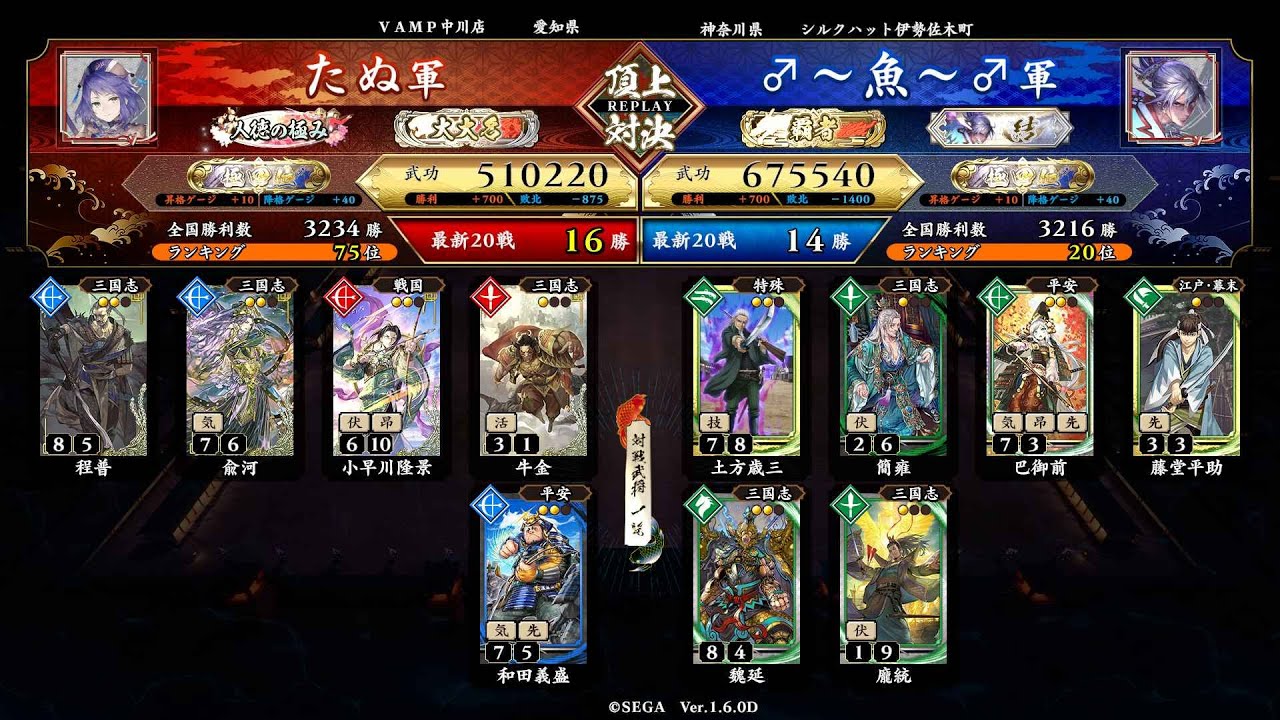 VAMP中川店 愛知県
神奈川県 シルクハット伊勢佐木町
たぬ軍
頂上
REPLAY
対決
♂～魚～♂軍
人徳の極み
大大名
覇者
武功 510220
勝利 +700 敗北 -875
武功 675540
勝利 +700 敗北 -1400
昇格ゲージ +10 降格ゲージ +40
昇格ゲージ +10 降格ゲージ +40
全国勝利数 3234勝
ランキング 75位
最新20戦 16勝
最新20戦 14勝
全国勝利数 3216勝
ランキング 20位
三国志
三国志
戦国
三国志
特殊
三国志
平安
江戸・幕末
8 5
気
7 6
伏 昂
6 10
活
3 1
技
7 8
伏
2 6
気 昂 先
7 3
先
3 3
程普
兪河
小早川隆景
牛金
土方歳三
簡雍
巴御前
藤堂平助
対戦武将一覧
平安
三国志
三国志
気 先
7 5
8 4
伏
1 9
和田義盛
魏延
龐統
©SEGA Ver.1.6.0D